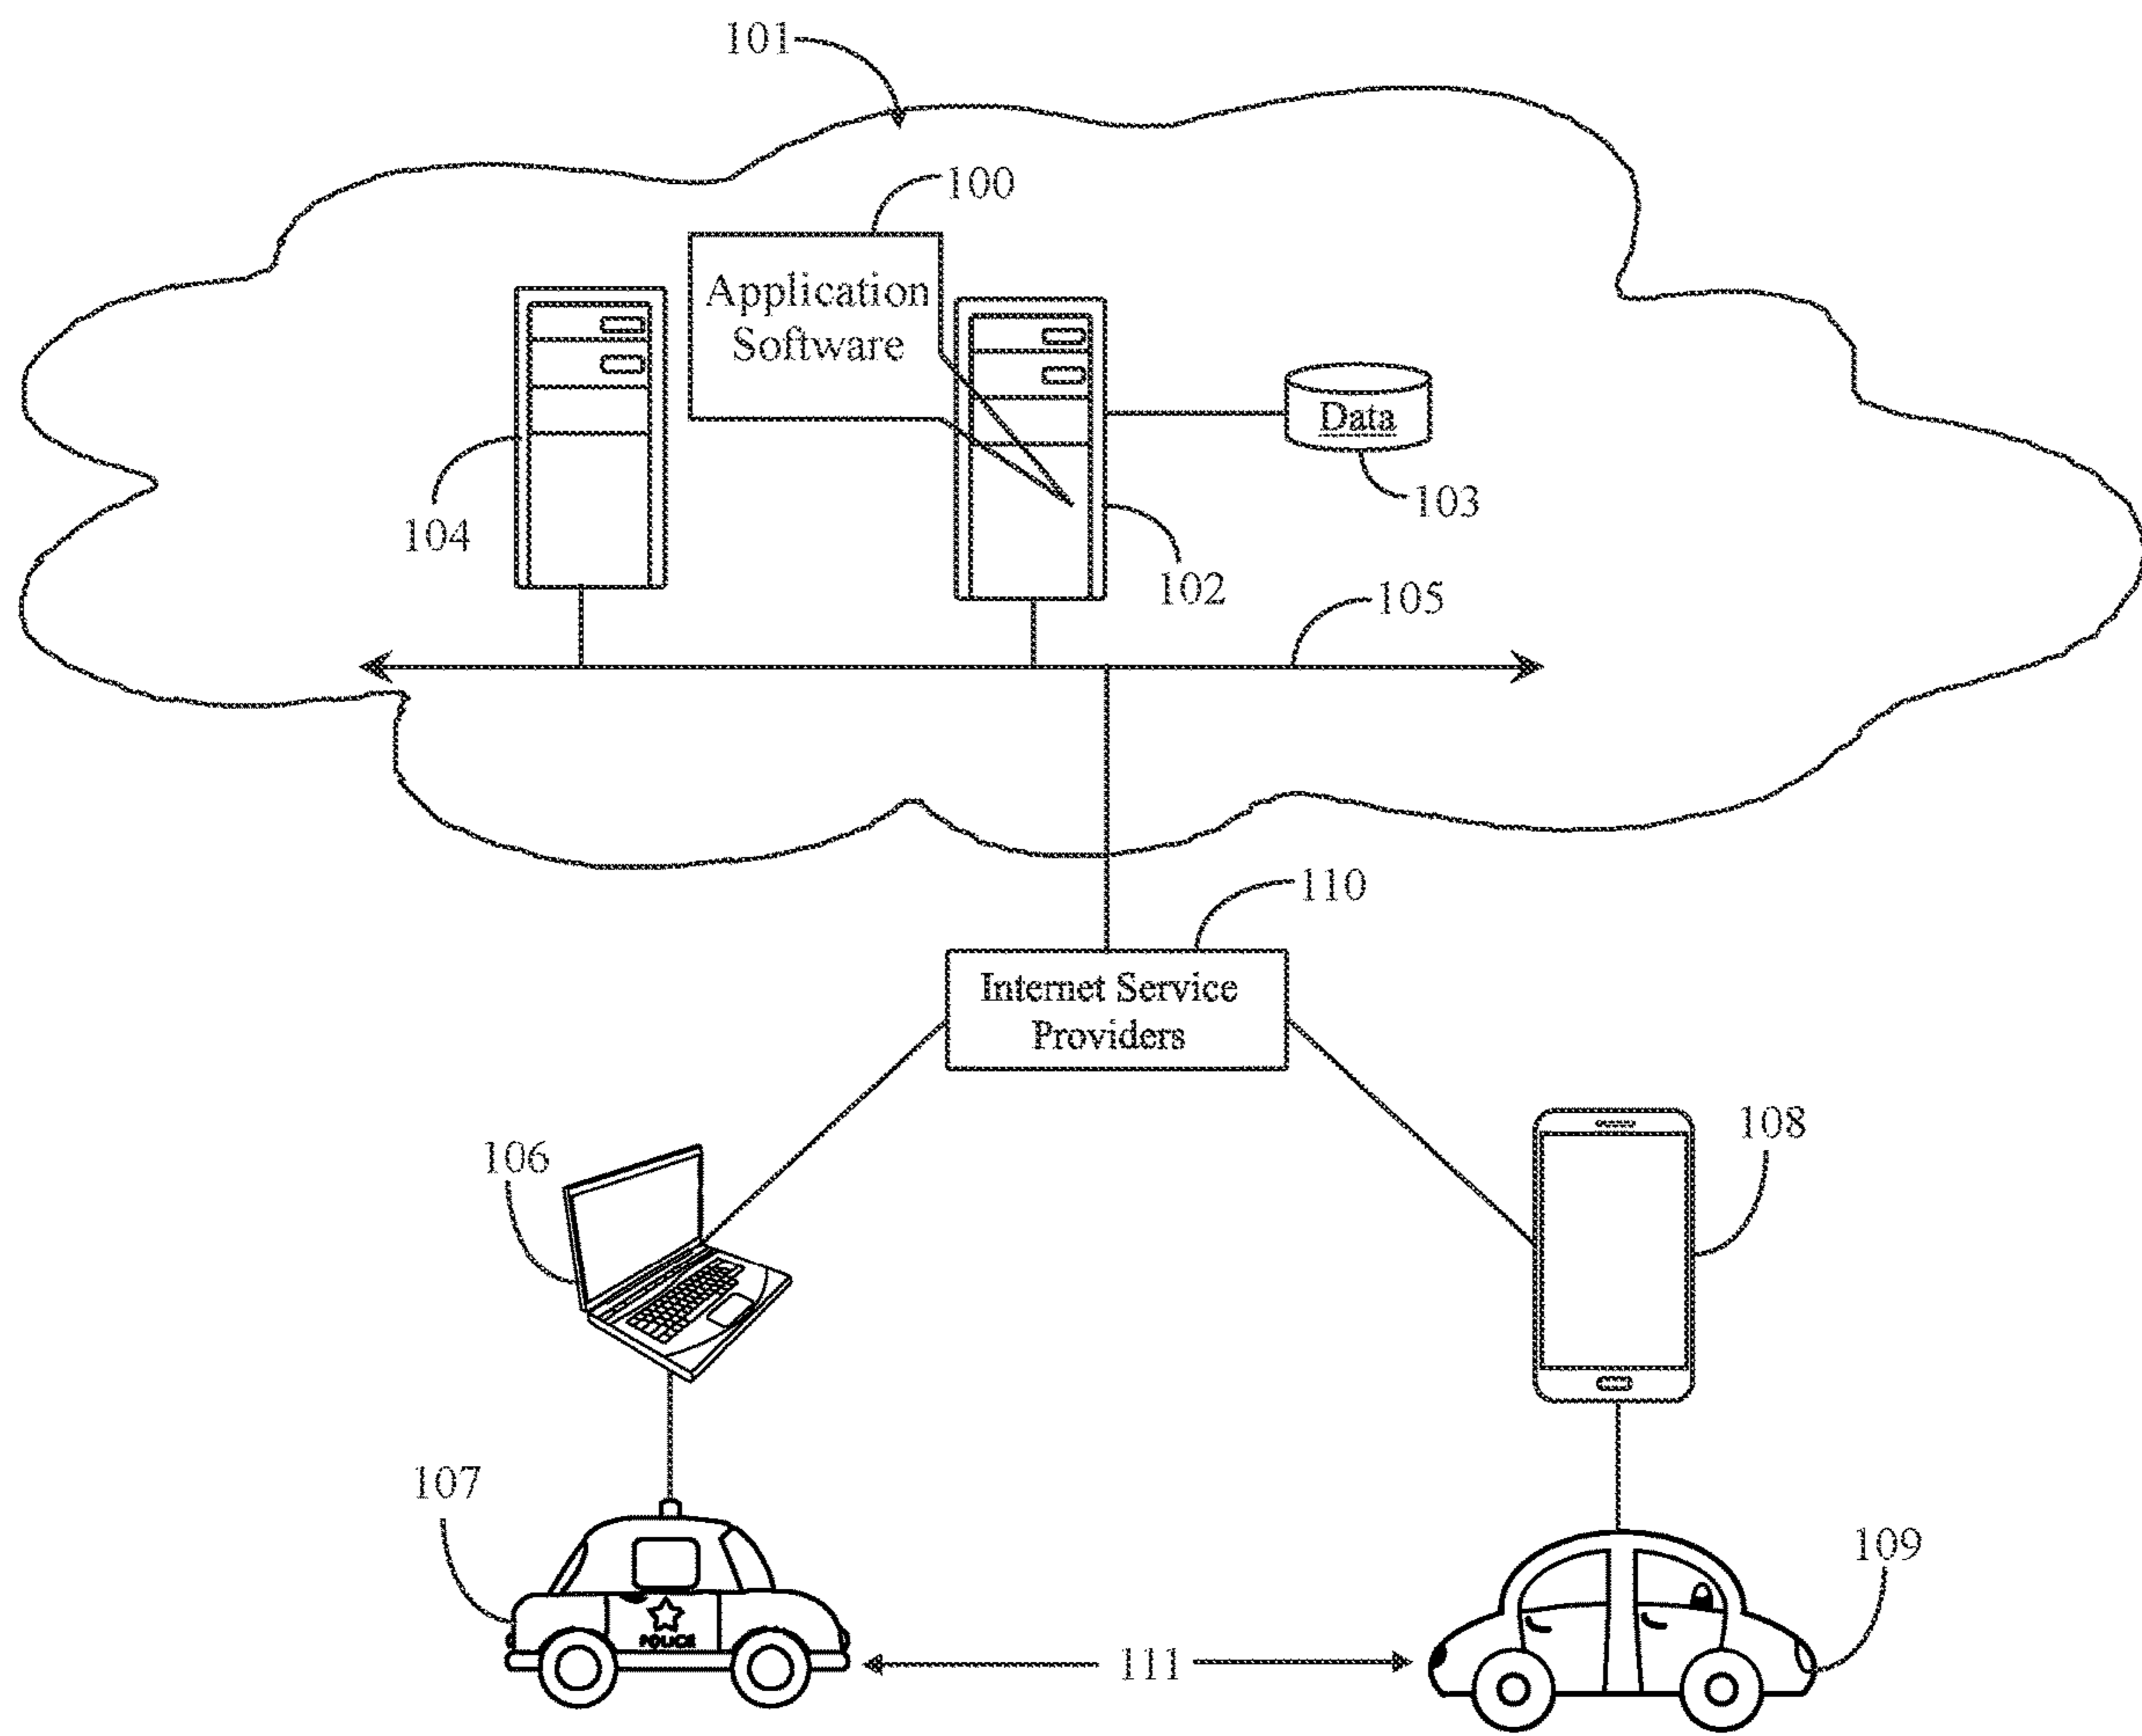 101
100
Application
Software
Data
103
104
102
105
110
Internet Service
Providers
106
108
107
POLICE
109
111